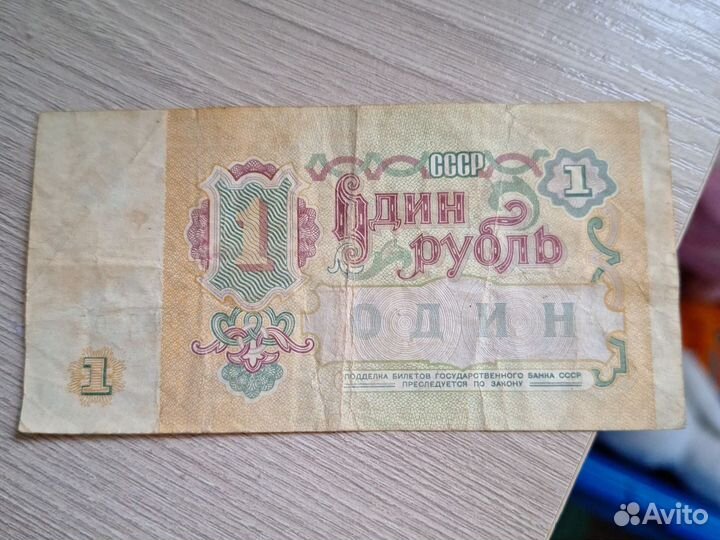 СССР
1
1
Один
рубль
ОДИН
1
ПОДДЕЛКА БИЛЕТОВ ГОСУДАРСТВЕННОГО БАНКА СССР
ПРЕСЛЕДУЕТСЯ ПО ЗАКОНУ
Avito